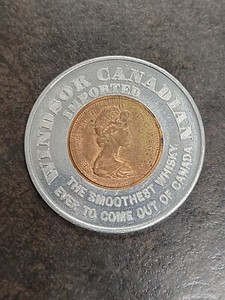 WINDSOR CANADIAN
IMPORTED
THE SMOOTHEST WHISKY
EVER TO COME OUT OF CANADA